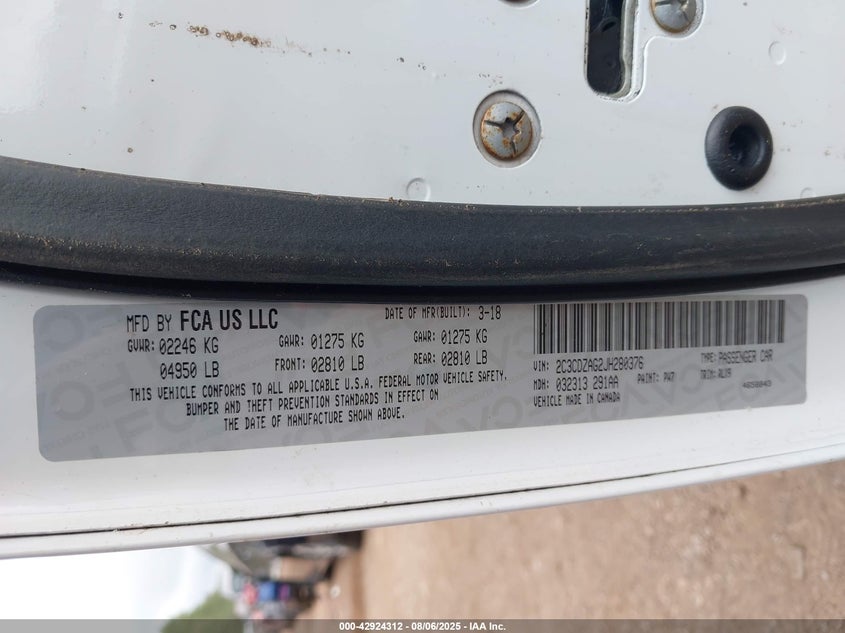 MFD BY FCA US LLC
DATE OF MFR(BUILT): 3-18
GVWR: 02246 KG
GAWR: 01275 KG
GAWR: 01275 KG
04950 LB
FRONT: 02810 LB
REAR: 02810 LB
THIS VEHICLE CONFORMS TO ALL APPLICABLE U.S.A. FEDERAL MOTOR VEHICLE SAFETY,
BUMPER AND THEFT PREVENTION STANDARDS IN EFFECT ON
THE DATE OF MANUFACTURE SHOWN ABOVE.
VIN: 2C3CDZAG2JH280376
TYPE: PASSENGER CAR
MDH: 032313 291AA
PAINT: PW7
TRIM: RLX9
VEHICLE MADE IN CANADA
4658843
000-42924312 - 08/06/2025 - IAA Inc.